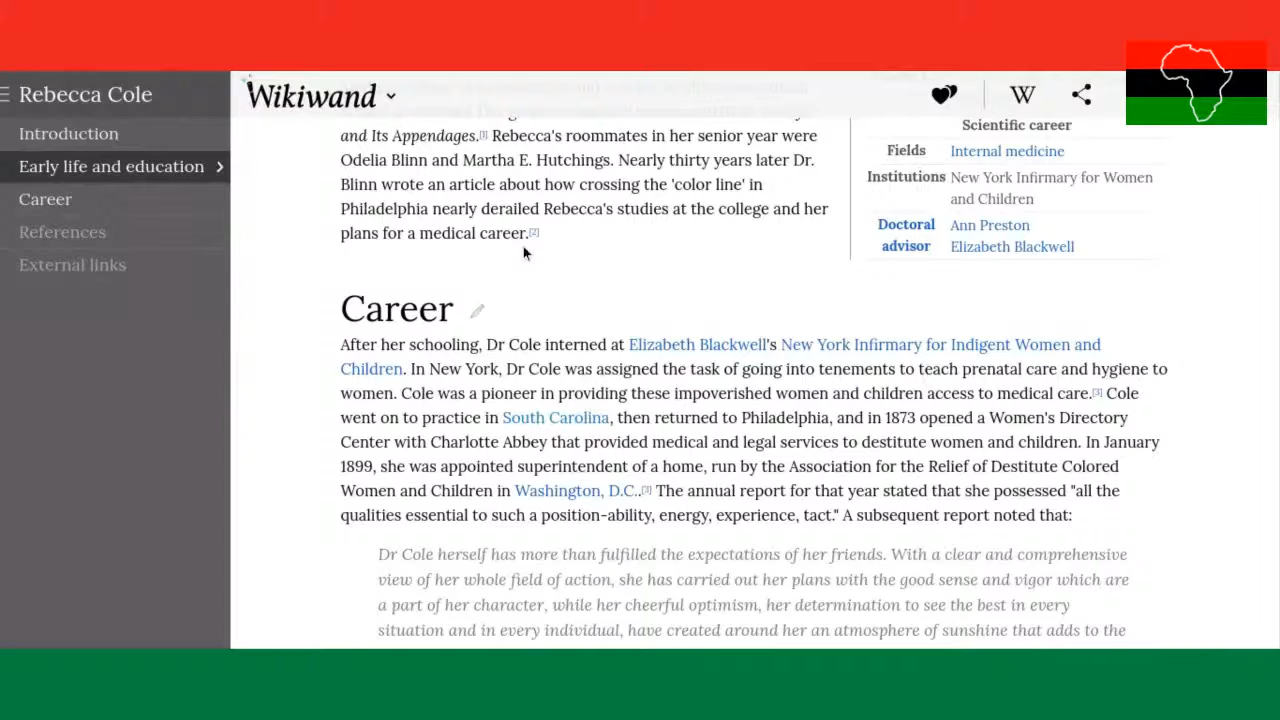 Rebecca Cole
Introduction
Early life and education
Career
References
External links
Wikiwand
W
and Its Appendages.[1] Rebecca's roommates in her senior year were
Odelia Blinn and Martha E. Hutchings. Nearly thirty years later Dr.
Blinn wrote an article about how crossing the 'color line' in
Philadelphia nearly derailed Rebecca's studies at the college and her
plans for a medical career.[2]
Scientific career
Fields Internal medicine
Institutions New York Infirmary for Women
and Children
Doctoral Ann Preston
advisor Elizabeth Blackwell
Career
After her schooling, Dr Cole interned at Elizabeth Blackwell's New York Infirmary for Indigent Women and
Children. In New York, Dr Cole was assigned the task of going into tenements to teach prenatal care and hygiene to
women. Cole was a pioneer in providing these impoverished women and children access to medical care.[3] Cole
went on to practice in South Carolina, then returned to Philadelphia, and in 1873 opened a Women's Directory
Center with Charlotte Abbey that provided medical and legal services to destitute women and children. In January
1899, she was appointed superintendent of a home, run by the Association for the Relief of Destitute Colored
Women and Children in Washington, D.C..[3] The annual report for that year stated that she possessed "all the
qualities essential to such a position-ability, energy, experience, tact." A subsequent report noted that:
Dr Cole herself has more than fulfilled the expectations of her friends. With a clear and comprehensive
view of her whole field of action, she has carried out her plans with the good sense and vigor which are
a part of her character, while her cheerful optimism, her determination to see the best in every
situation and in every individual, have created around her an atmosphere of sunshine that adds to the